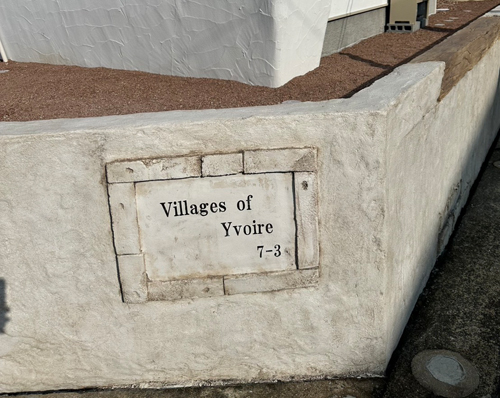 Villages of
Yvoire
7-3